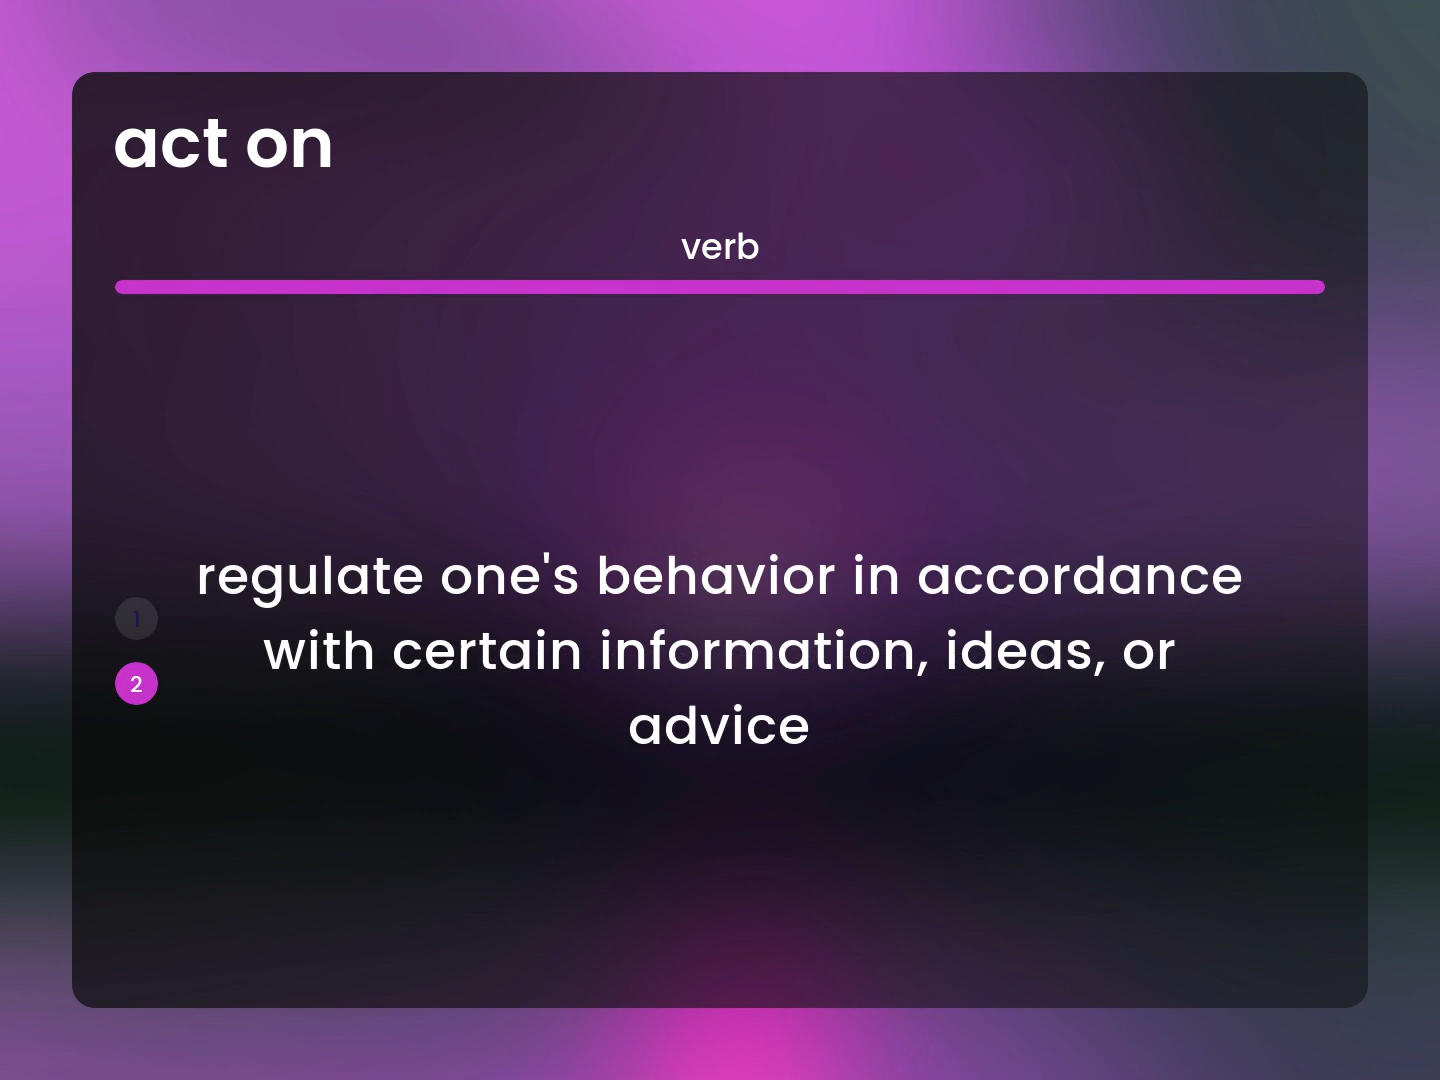 act on
verb
regulate one's behavior in accordance
1
with certain information, ideas, or
2
advice